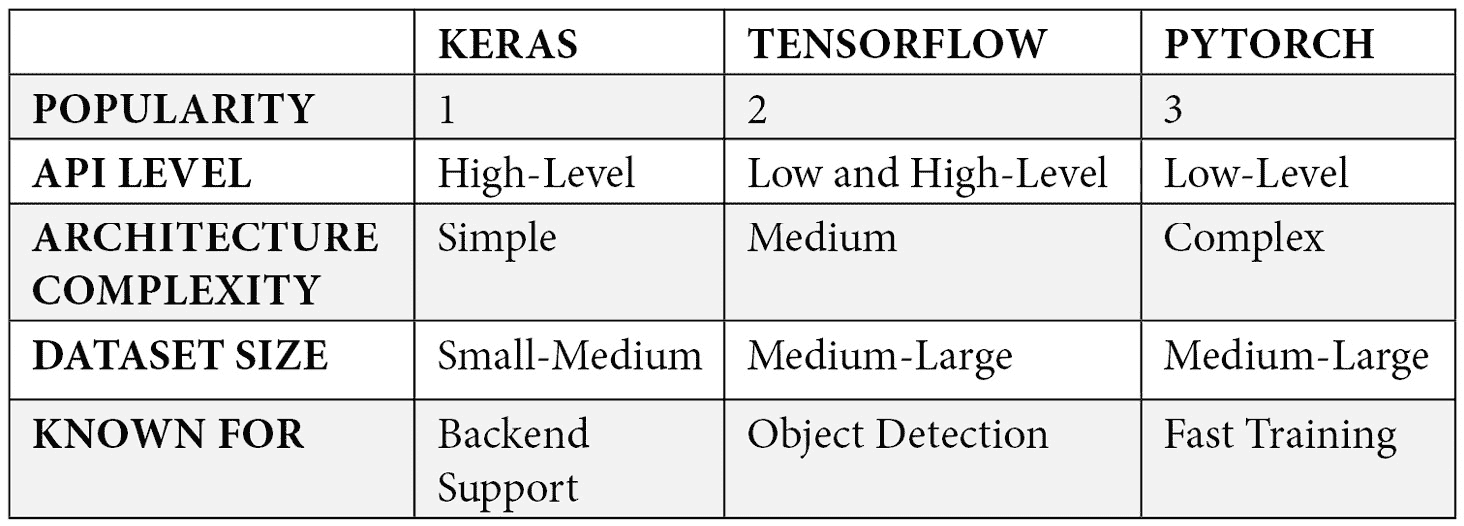 KERAS TENSORFLOW PYTORCH
POPULARITY 1 2 3
API LEVEL High-Level Low and High-Level Low-Level
ARCHITECTURE Simple Medium Complex
COMPLEXITY
DATASET SIZE Small-Medium Medium-Large Medium-Large
KNOWN FOR Backend Object Detection Fast Training
Support